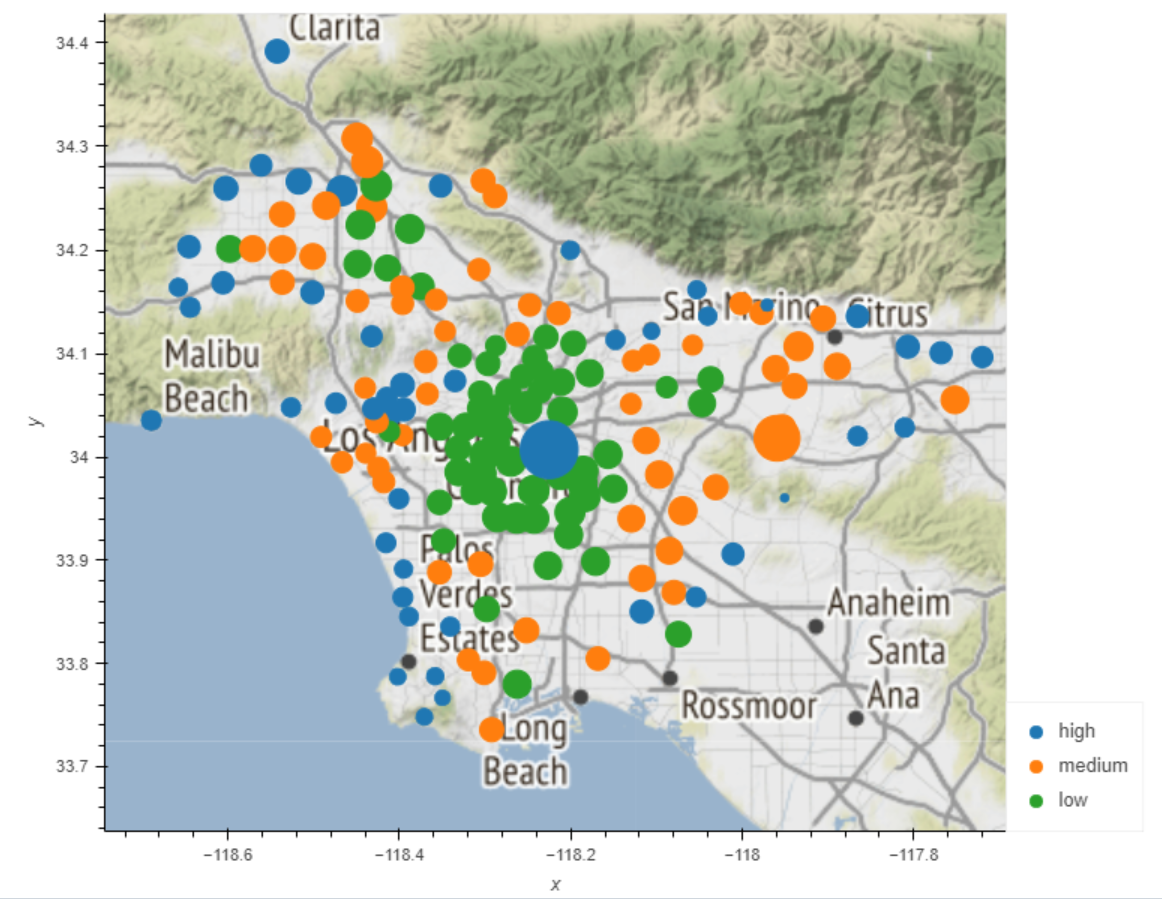 Clarita
34.4
34.3
34.2
34.1
34
33.9
33.8
33.7
y
San Marino
Citrus
Malibu
Beach
Los Angeles
Palos
Verdes
Estates
Anaheim
Santa
Ana
Rossmoor
Long
Beach
high
medium
low
−118.6
−118.4
−118.2
−118
−117.8
x